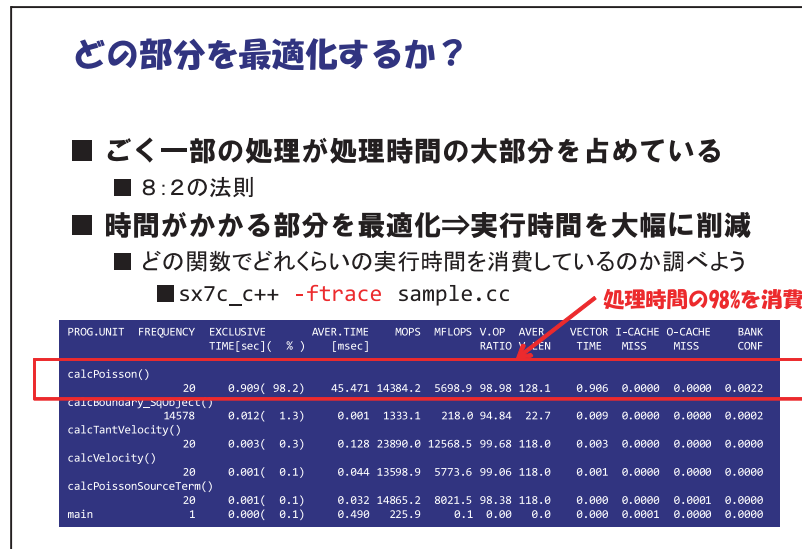 どの部分を最適化するか？
■ ごく一部の処理が処理時間の大部分を占めている
■ 8:2の法則
■ 時間がかかる部分を最適化⇒実行時間を大幅に削減
■ どの関数でどれくらいの実行時間を消費しているのか調べよう
■sx7c_c++ -ftrace sample.cc
処理時間の98%を消費
PROG.UNIT FREQUENCY EXCLUSIVE AVER.TIME MOPS MFLOPS V.OP AVER VECTOR I-CACHE O-CACHE BANK
TIME[sec]( % ) [msec] RATIO V.LEN TIME MISS MISS CONF
calcPoisson()
20 0.909( 98.2) 45.471 14384.2 5698.9 98.98 128.1 0.906 0.0000 0.0000 0.0022
calcBoundary_SqObject()
14578 0.012( 1.3) 0.001 1333.1 218.0 94.84 22.7 0.009 0.0000 0.0000 0.0002
calcTantVelocity()
20 0.003( 0.3) 0.128 23890.0 12568.5 99.68 118.0 0.003 0.0000 0.0000 0.0000
calcVelocity()
20 0.001( 0.1) 0.044 13598.9 5773.6 99.06 118.0 0.001 0.0000 0.0000 0.0000
calcPoissonSourceTerm()
20 0.001( 0.1) 0.032 14865.2 8021.5 98.38 118.0 0.000 0.0000 0.0001 0.0000
main 1 0.000( 0.1) 0.490 225.9 0.1 0.00 0.0 0.000 0.0001 0.0000 0.0000